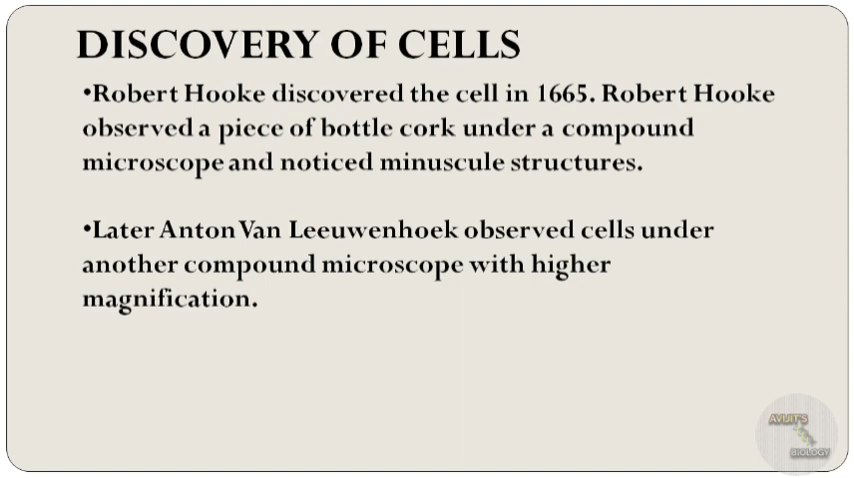 DISCOVERY OF CELLS
•Robert Hooke discovered the cell in 1665. Robert Hooke
observed a piece of bottle cork under a compound
microscope and noticed minuscule structures.
•Later Anton Van Leeuwenhoek observed cells under
another compound microscope with higher
magnification.
AVIJIT'S
BIOLOGY